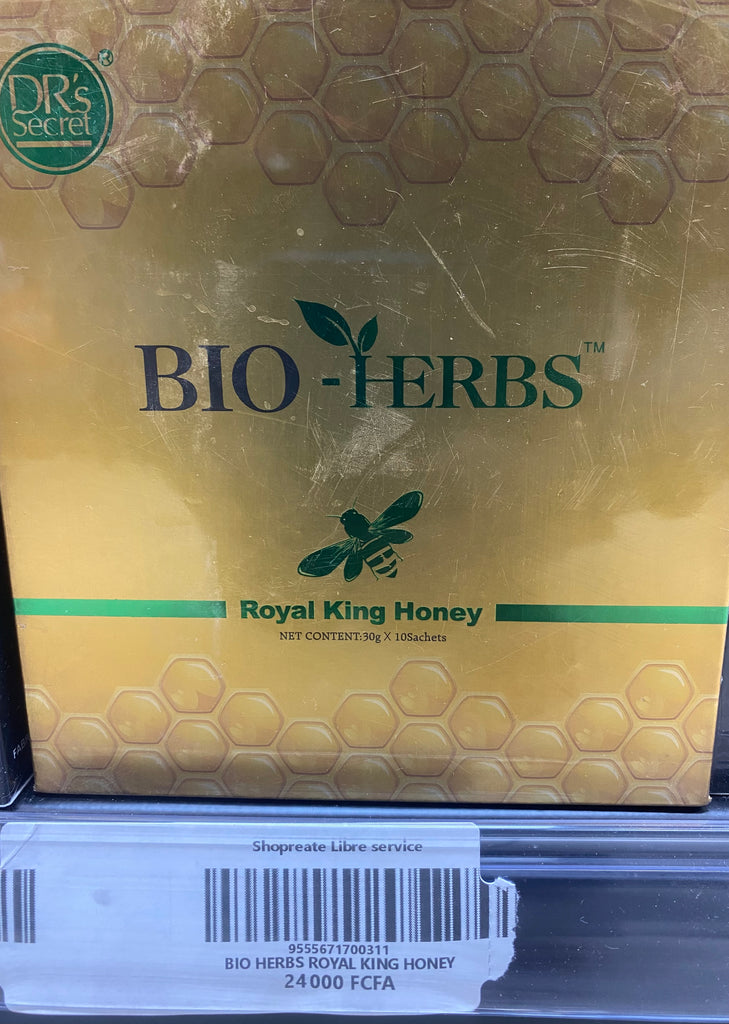 DR's
Secret
®
BIO-HERBS™
Royal King Honey
NET CONTENT:30g X 10Sachets
Shopreate Libre service
9555671700311
BIO HERBS ROYAL KING HONEY
24000 FCFA